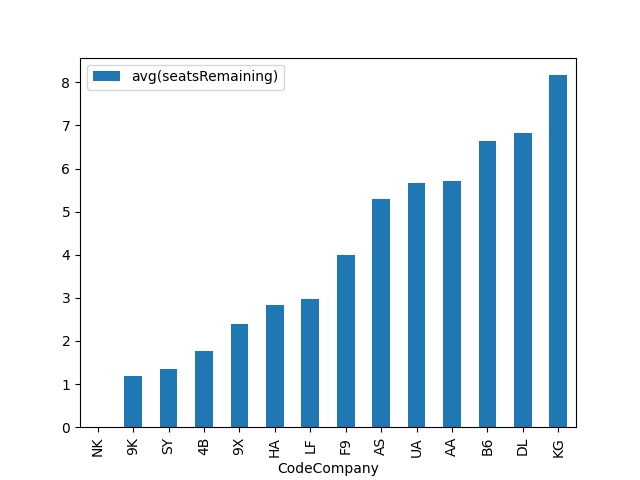 avg(seatsRemaining)
8
7
6
5
4
3
2
1
0
NK
9K
SY
4B
9X
HA
LF
F9
AS
UA
AA
B6
DL
KG
CodeCompany